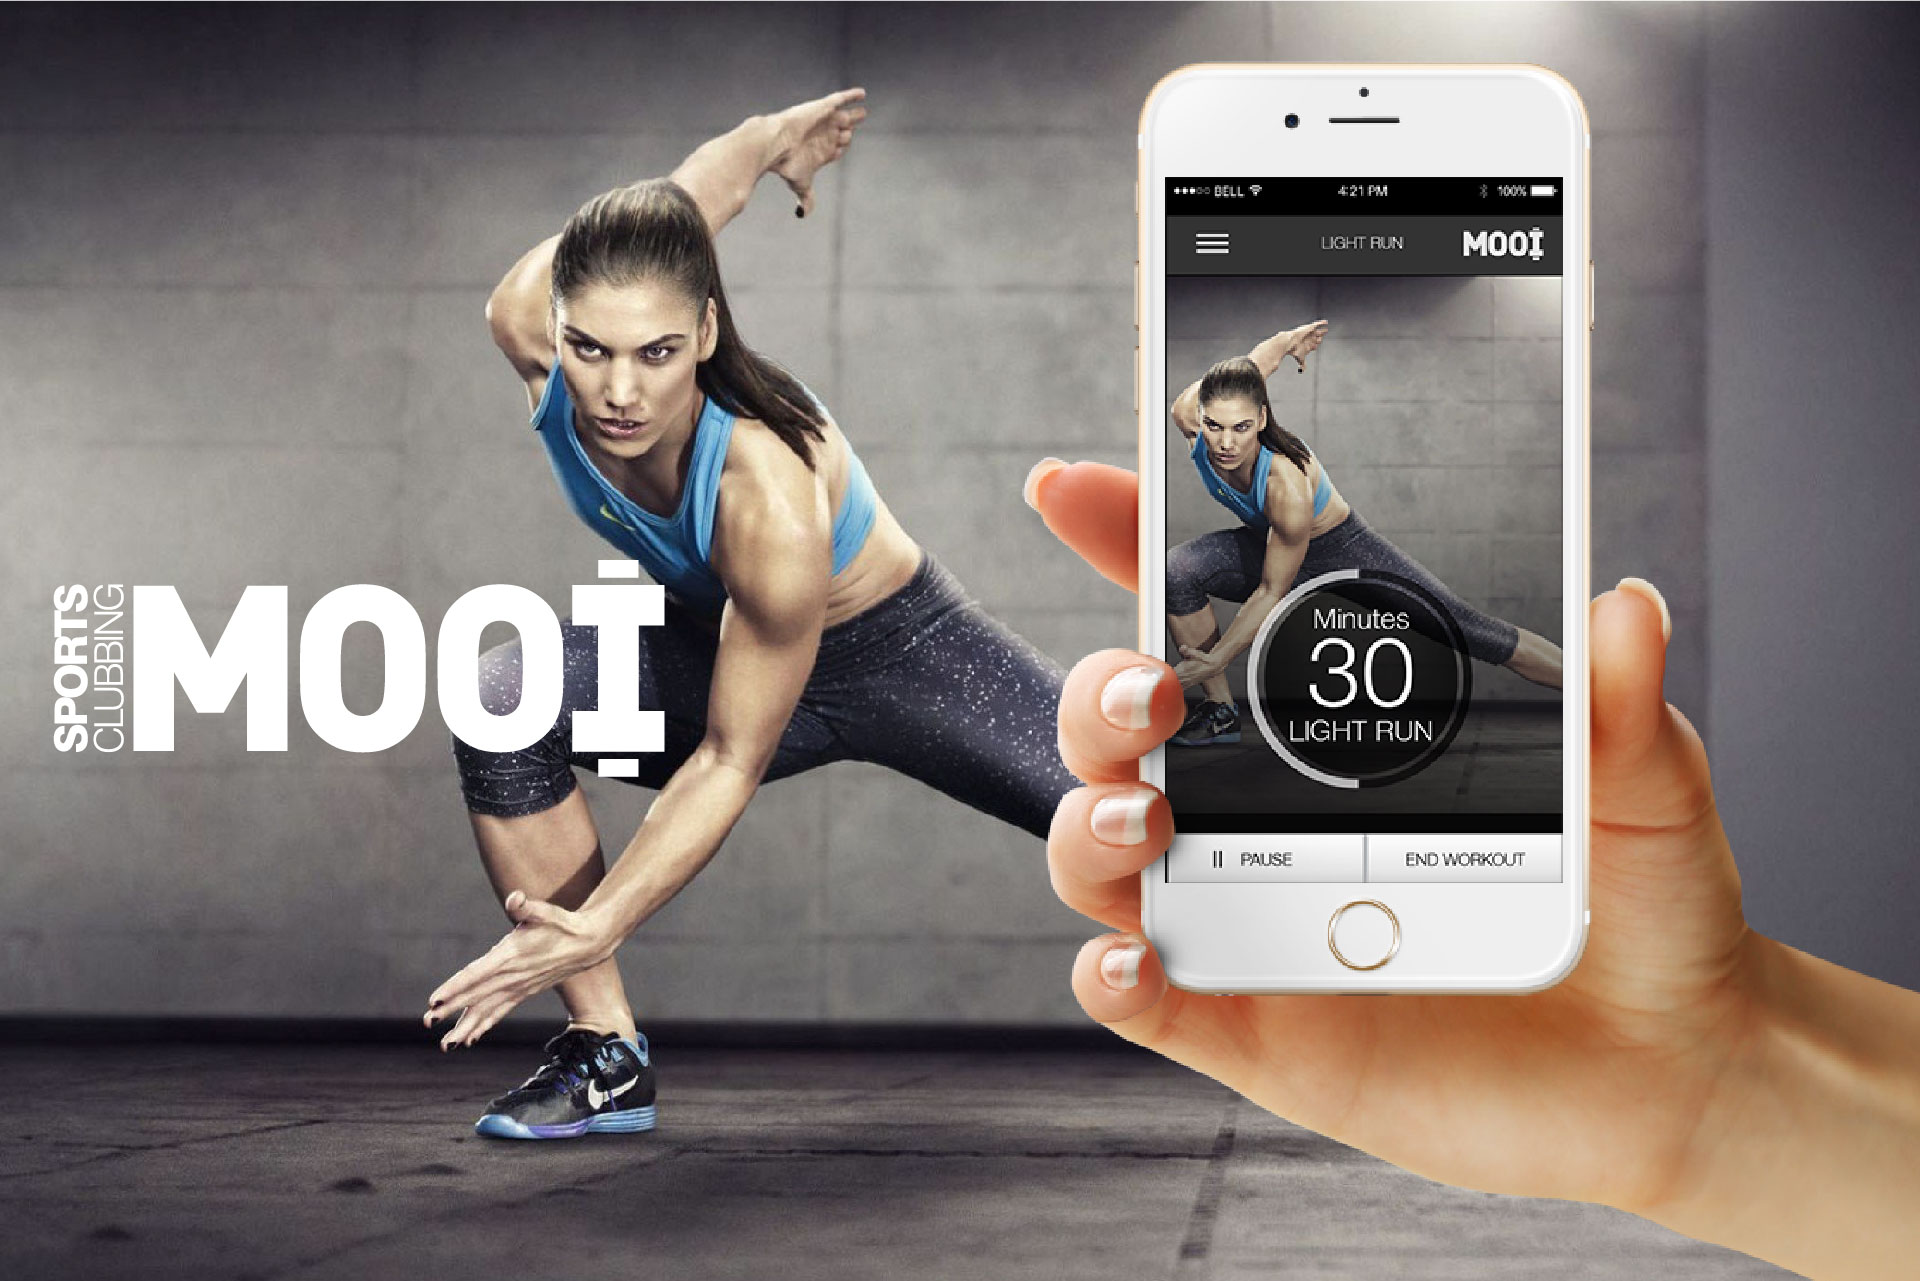 SPORTS
CLUBBING
MOOI
BELL 4:21 PM 100%
LIGHT RUN MOOI
Minutes
30
LIGHT RUN
PAUSE END WORKOUT